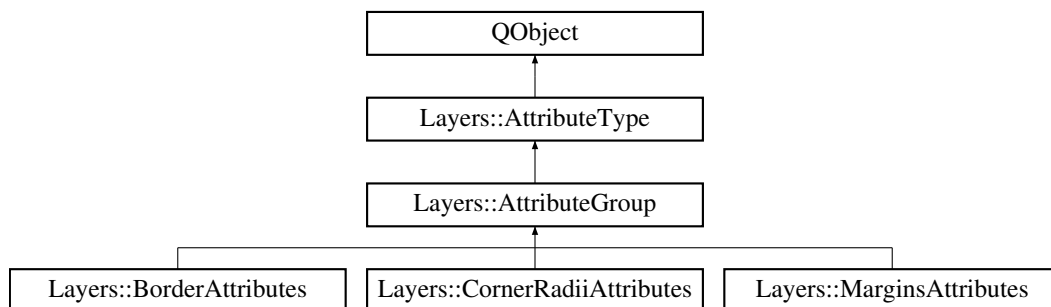 QObject
Layers::AttributeType
Layers::AttributeGroup
Layers::BorderAttributes
Layers::CornerRadiiAttributes
Layers::MarginsAttributes